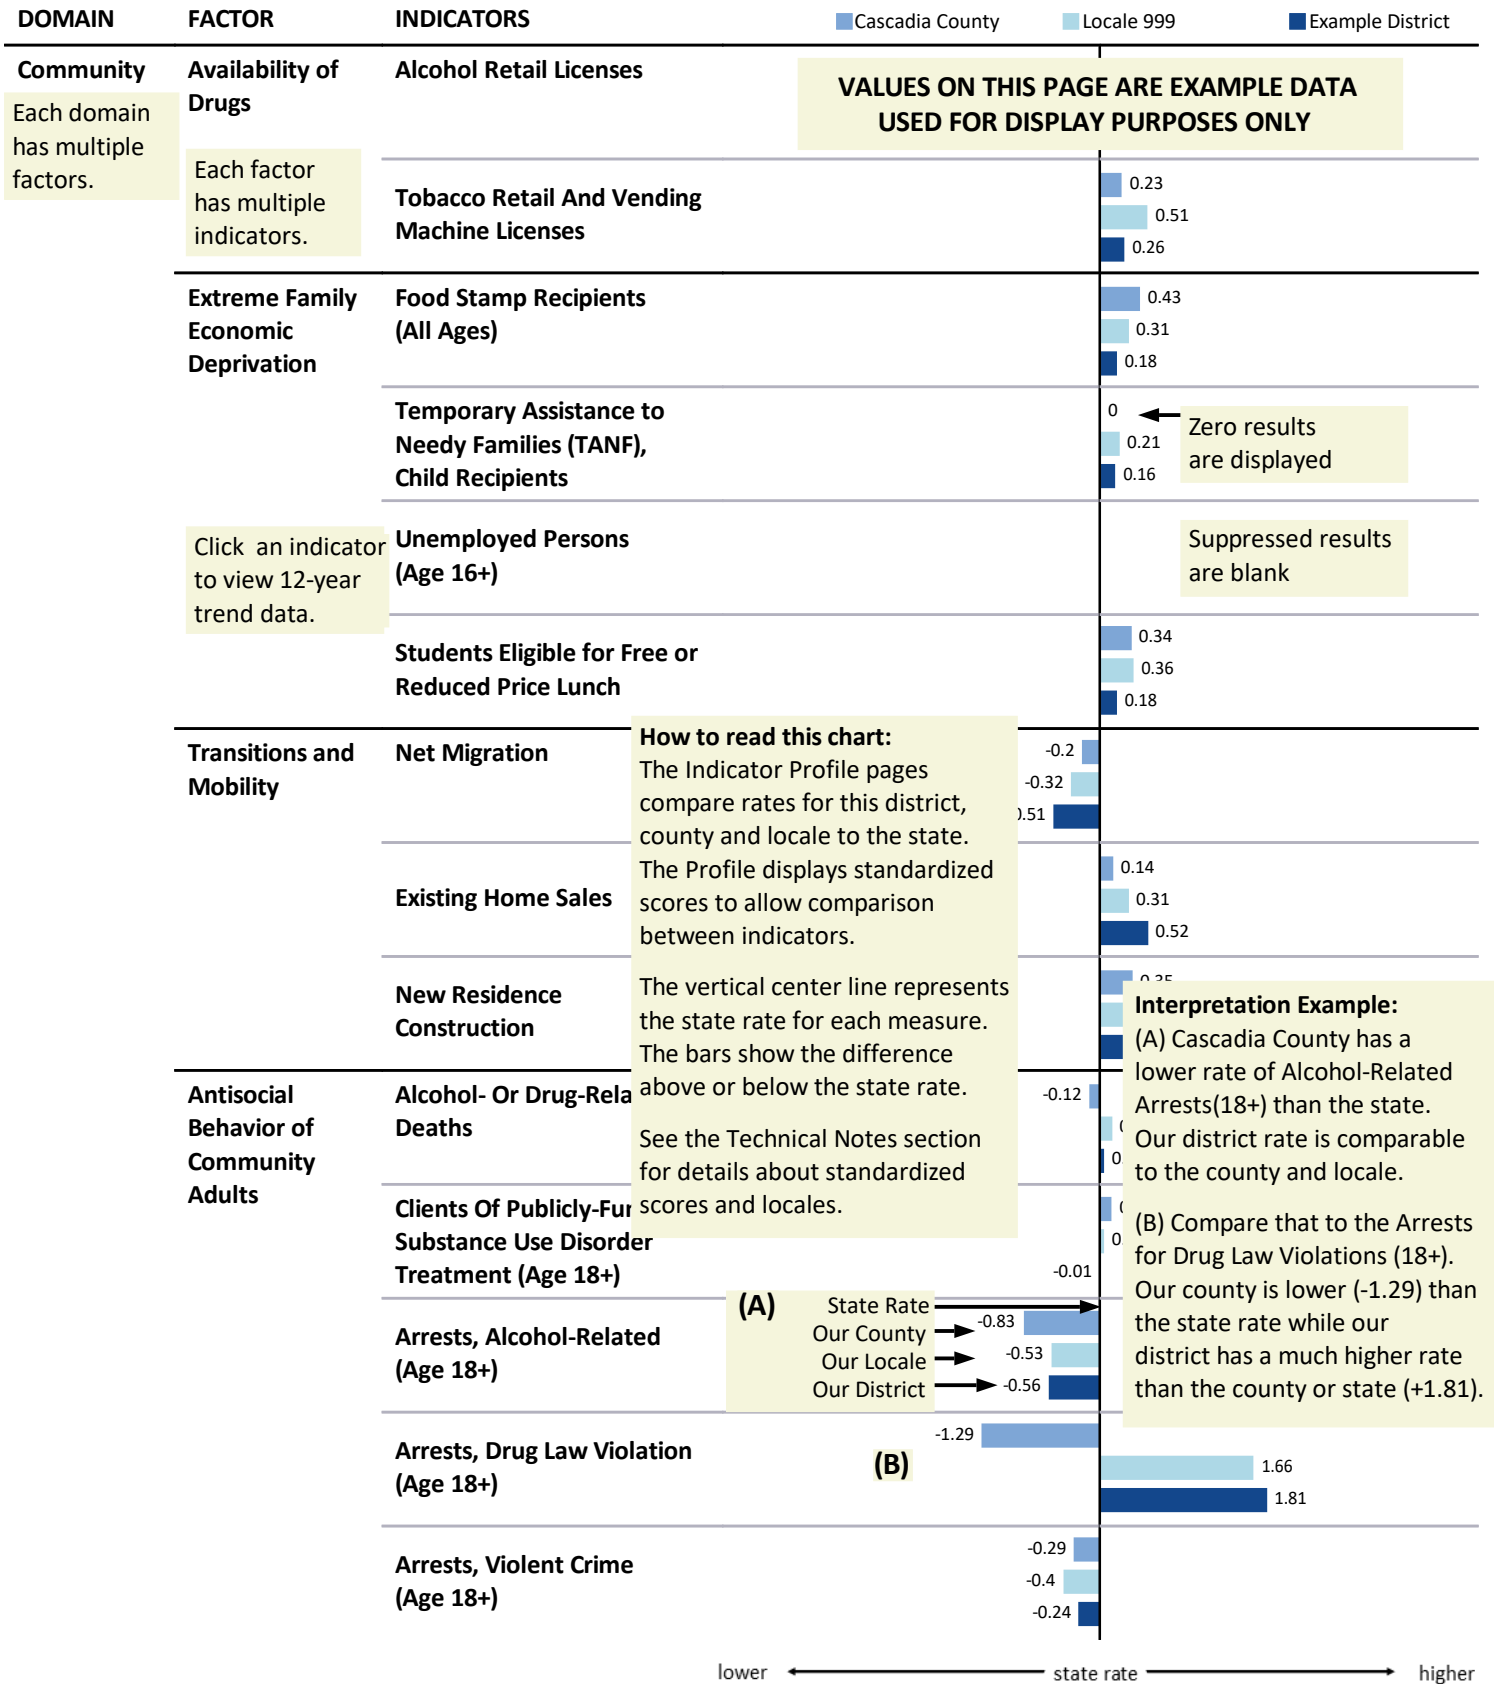 DOMAIN FACTOR INDICATORS Cascadia County Locale 999 Example District
Community
Each domain
has multiple
factors.
Availability of
Drugs
Each factor
has multiple
indicators.
Alcohol Retail Licenses
VALUES ON THIS PAGE ARE EXAMPLE DATA
USED FOR DISPLAY PURPOSES ONLY
Tobacco Retail And Vending
Machine Licenses
0.23
0.51
0.26
Extreme Family
Economic
Deprivation
Food Stamp Recipients
(All Ages)
0.43
0.31
0.18
Temporary Assistance to
Needy Families (TANF),
Child Recipients
0
0.21
0.16
Zero results
are displayed
Click an indicator
to view 12-year
trend data.
Unemployed Persons
(Age 16+)
Suppressed results
are blank
Students Eligible for Free or
Reduced Price Lunch
0.34
0.36
0.18
Transitions and
Mobility
Net Migration
-0.2
-0.32
.51
How to read this chart:
The Indicator Profile pages
compare rates for this district,
county and locale to the state.
The Profile displays standardized
scores to allow comparison
between indicators.
The vertical center line represents
the state rate for each measure.
The bars show the difference
above or below the state rate.
See the Technical Notes section
for details about standardized
scores and locales.
Existing Home Sales
0.14
0.31
0.52
New Residence
Construction
Interpretation Example:
(A) Cascadia County has a
lower rate of Alcohol-Related
Arrests(18+) than the state.
Our district rate is comparable
to the county and locale.
(B) Compare that to the Arrests
for Drug Law Violations (18+).
Our county is lower (-1.29) than
the state rate while our
district has a much higher rate
than the county or state (+1.81).
Antisocial
Behavior of
Community
Adults
Alcohol- Or Drug-Rela
Deaths
-0.12
0.
Clients Of Publicly-Fu
Substance Use Disorder
Treatment (Age 18+)
0.
-0.01
Arrests, Alcohol-Related
(Age 18+)
(A) State Rate
Our County -0.83
Our Locale -0.53
Our District -0.56
Arrests, Drug Law Violation
(Age 18+)
(B)
-1.29
1.66
1.81
Arrests, Violent Crime
(Age 18+)
-0.29
-0.4
-0.24
lower state rate higher